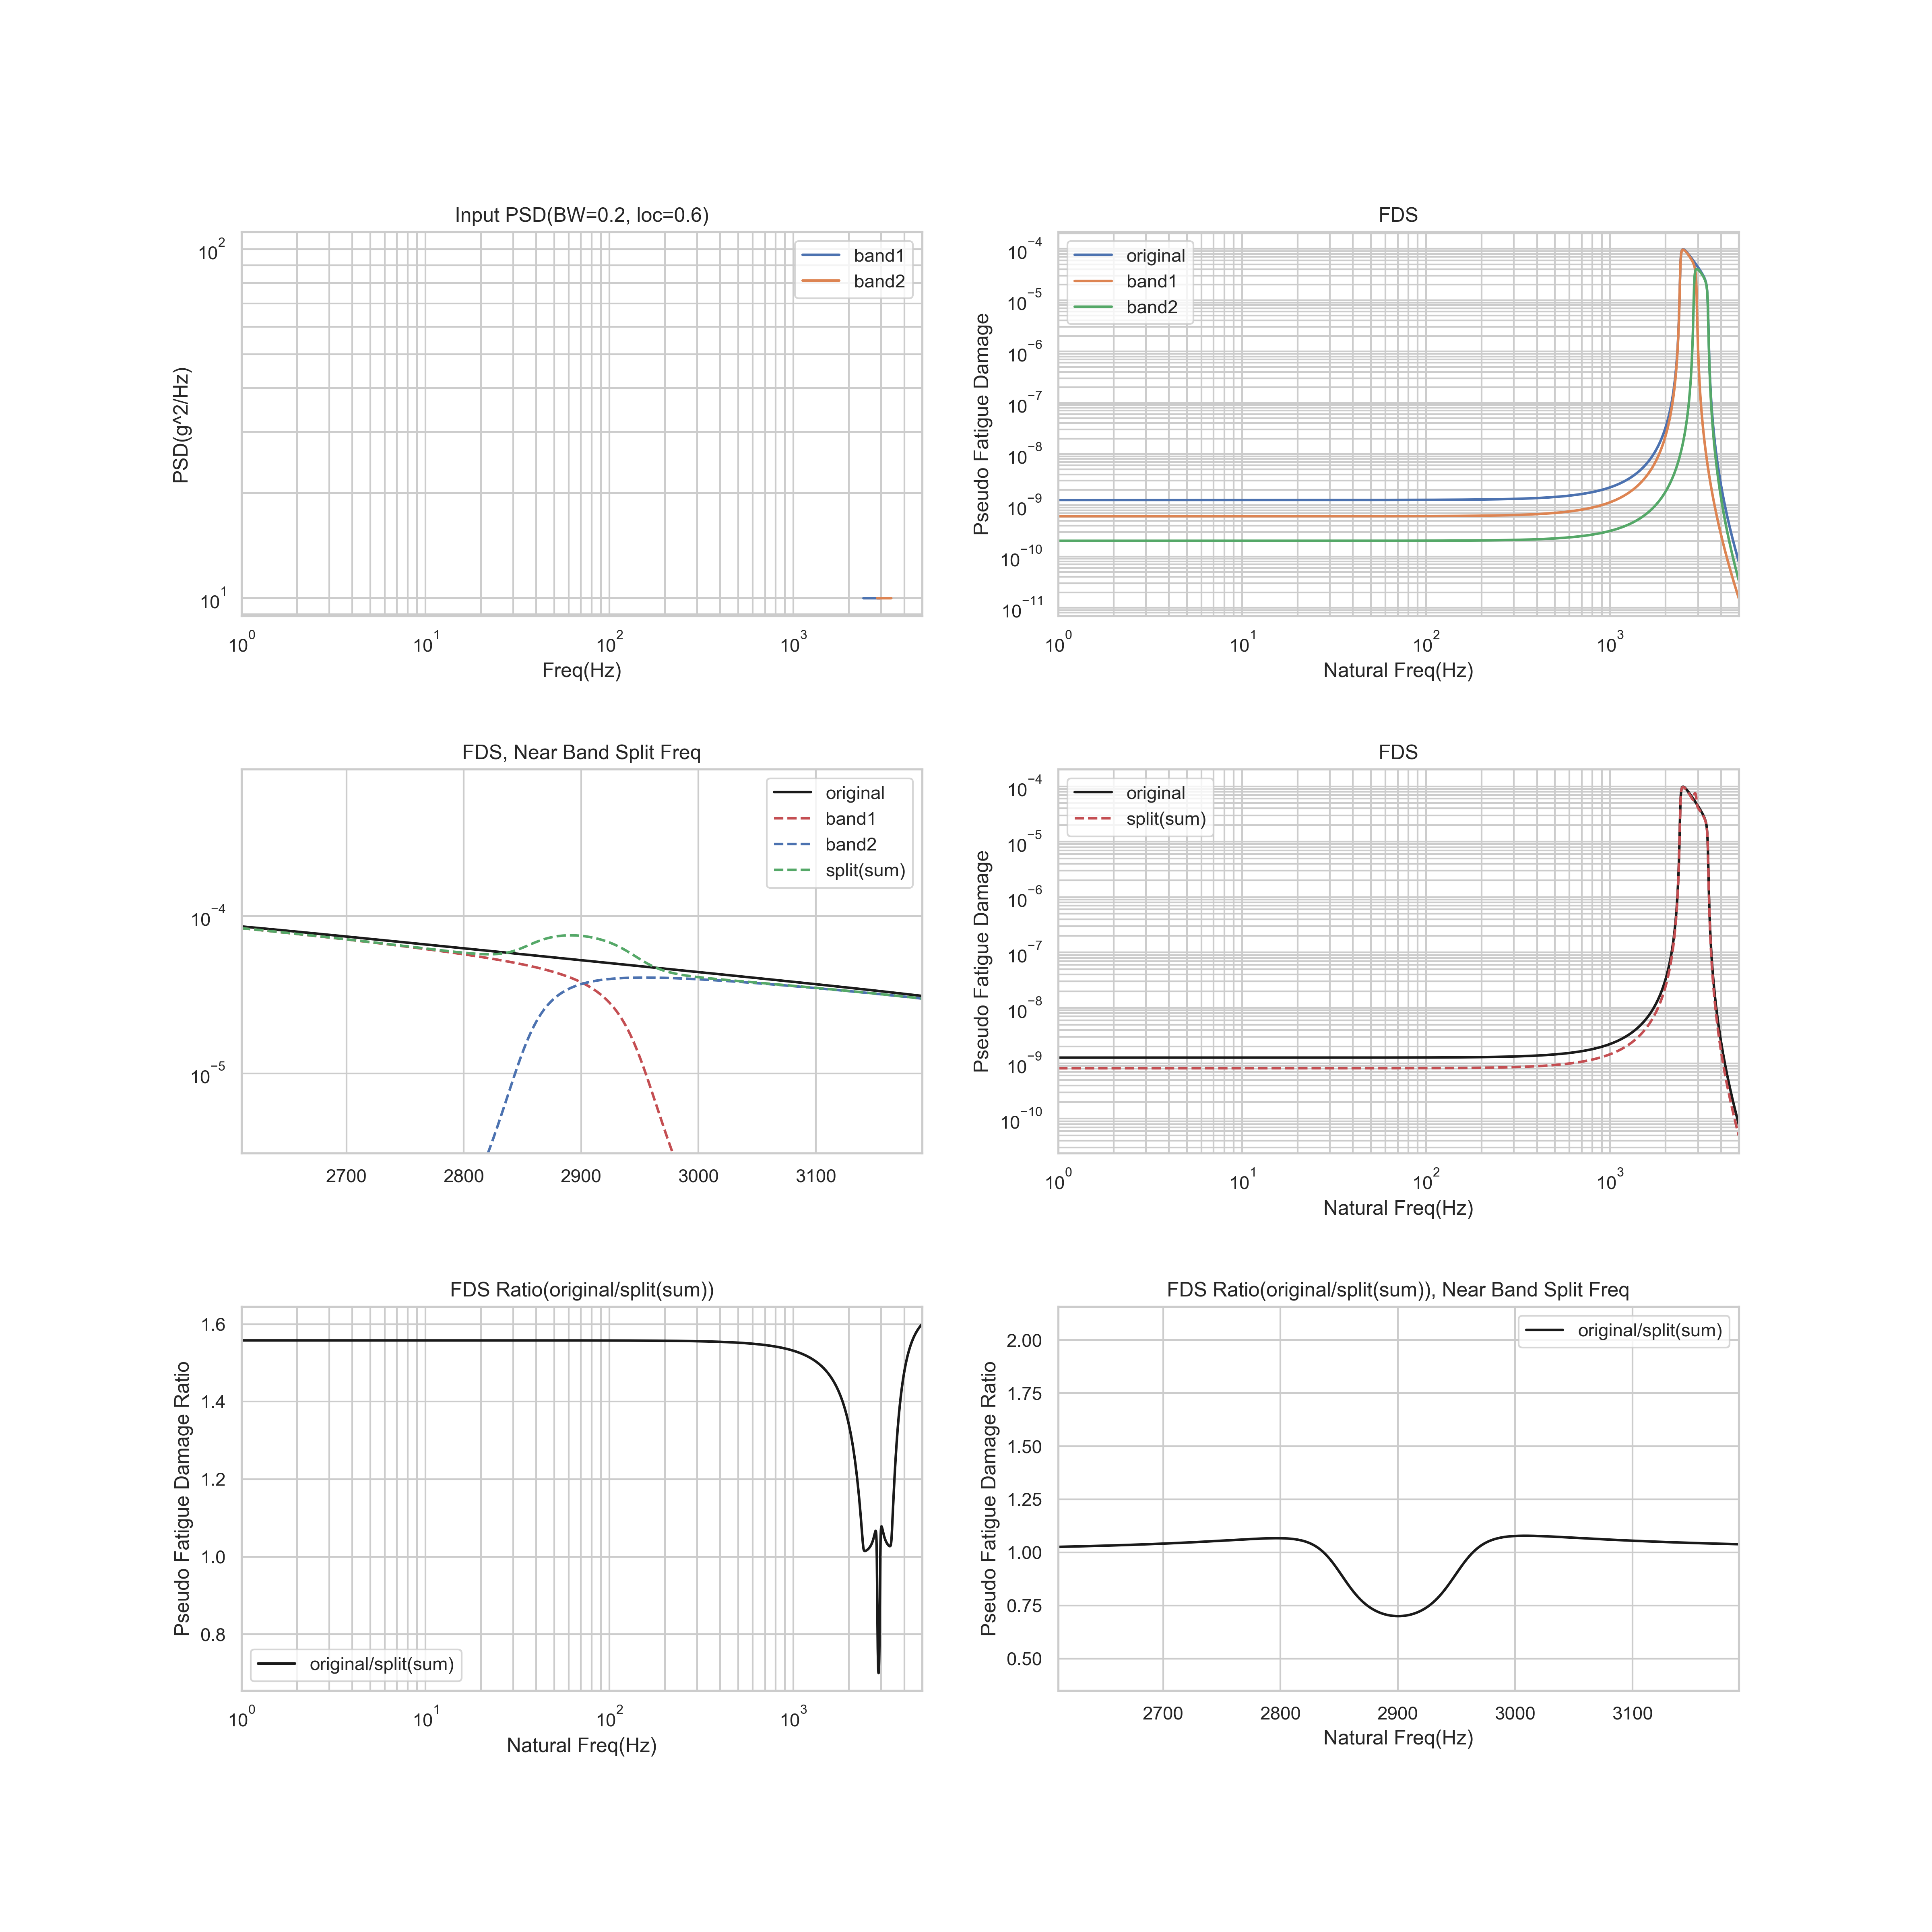 Input PSD(BW=0.2, loc=0.6)
PSD(g^2/Hz)
10^2
10^1
band1
band2
10^0 10^1 10^2 10^3
Freq(Hz)
FDS
Pseudo Fatigue Damage
10^−4
10^−5
10^−6
10^−7
10^−8
10^−9
10^−10
10^−11
original
band1
band2
10^0 10^1 10^2 10^3
Natural Freq(Hz)
FDS, Near Band Split Freq
10^−4
10^−5
original
band1
band2
split(sum)
2700 2800 2900 3000 3100
FDS
Pseudo Fatigue Damage
10^−4
10^−5
10^−6
10^−7
10^−8
10^−9
10^−10
original
split(sum)
10^0 10^1 10^2 10^3
Natural Freq(Hz)
FDS Ratio(original/split(sum))
Pseudo Fatigue Damage Ratio
1.6
1.4
1.2
1.0
0.8
original/split(sum)
10^0 10^1 10^2 10^3
Natural Freq(Hz)
FDS Ratio(original/split(sum)), Near Band Split Freq
Pseudo Fatigue Damage Ratio
2.00
1.75
1.50
1.25
1.00
0.75
0.50
original/split(sum)
2700 2800 2900 3000 3100
Natural Freq(Hz)